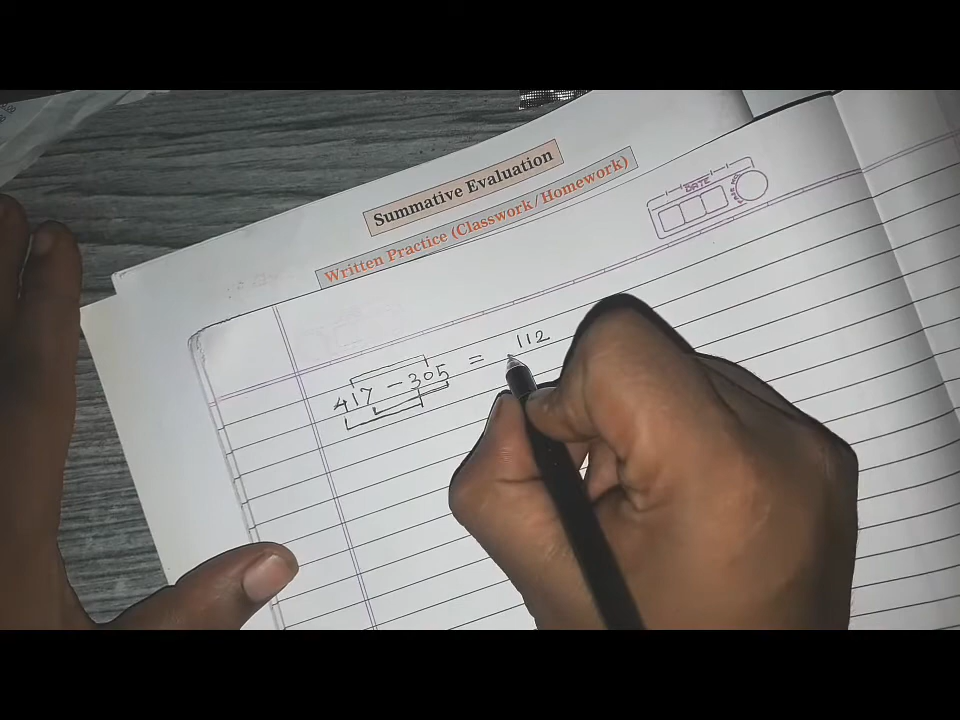 Summative Evaluation
Written Practice (Classwork/Homework)
DATE
417 - 305 = 112